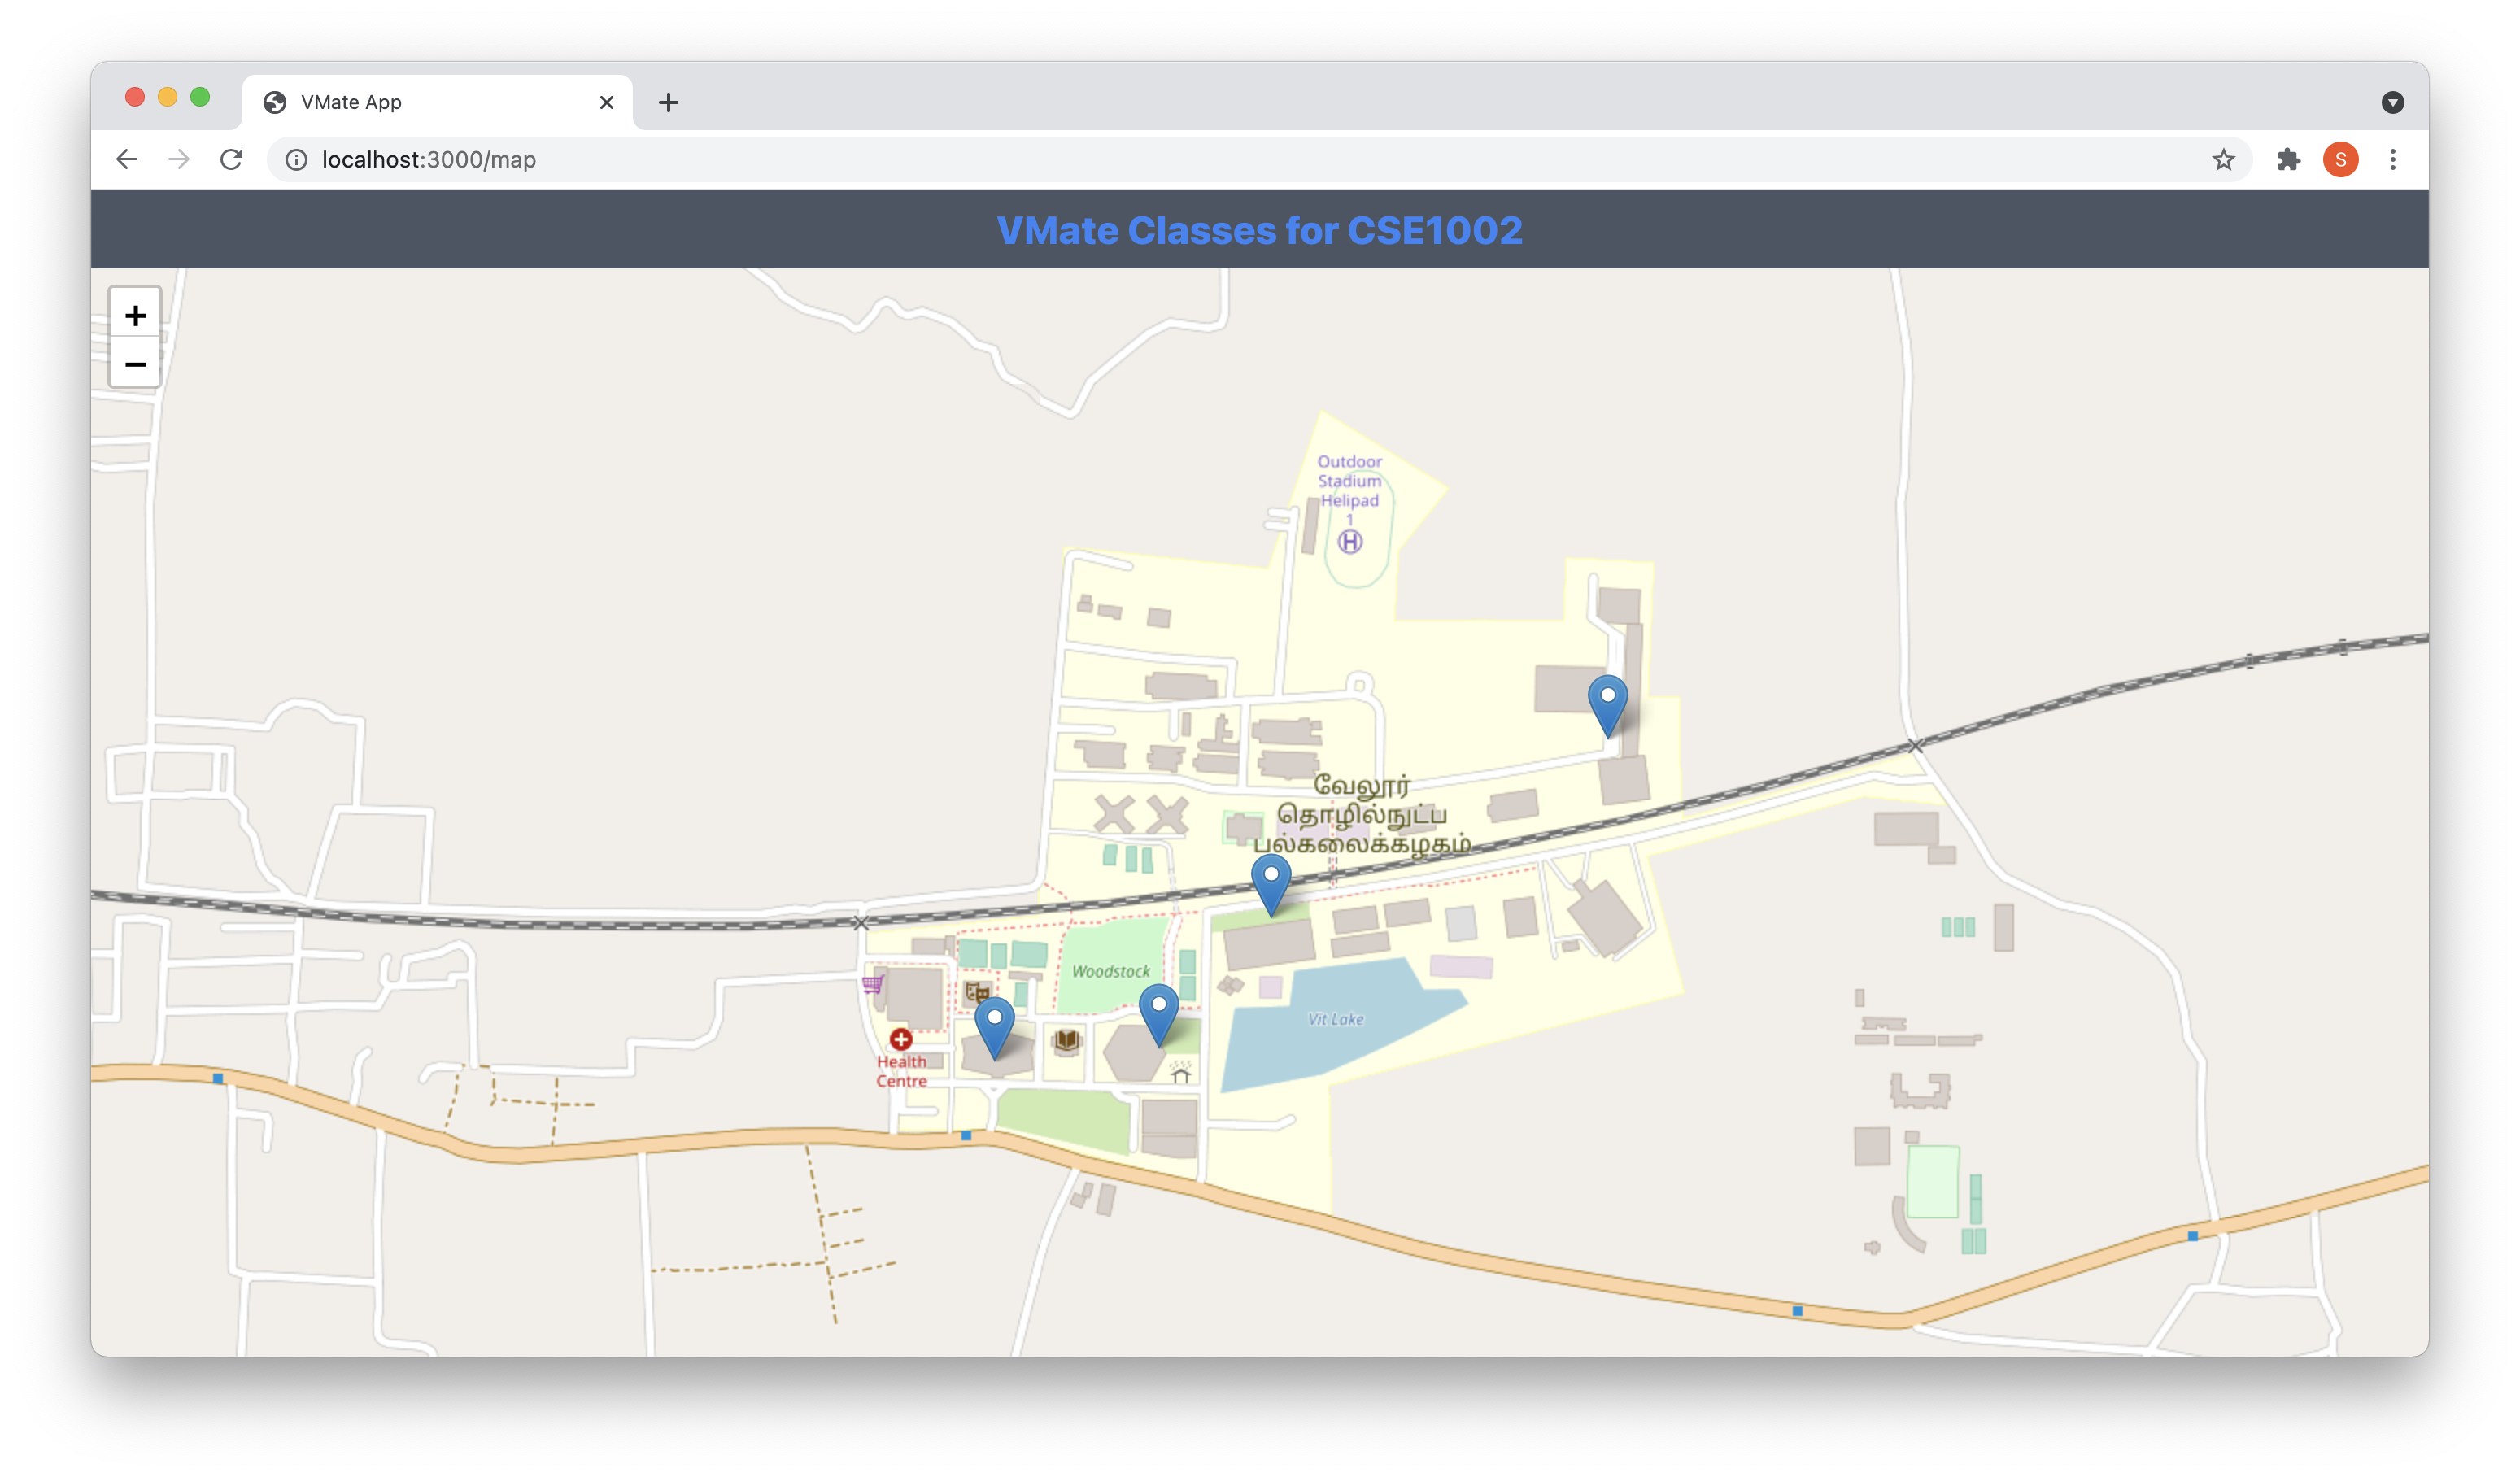 VMate App
localhost:3000/map
S
VMate Classes for CSE1002
+
−
Outdoor
Stadium
Helipad
1
H
வேலூர்
தொழில்நுட்ப
பல்கலைக்கழகம்
Woodstock
Vit Lake
Health
Centre